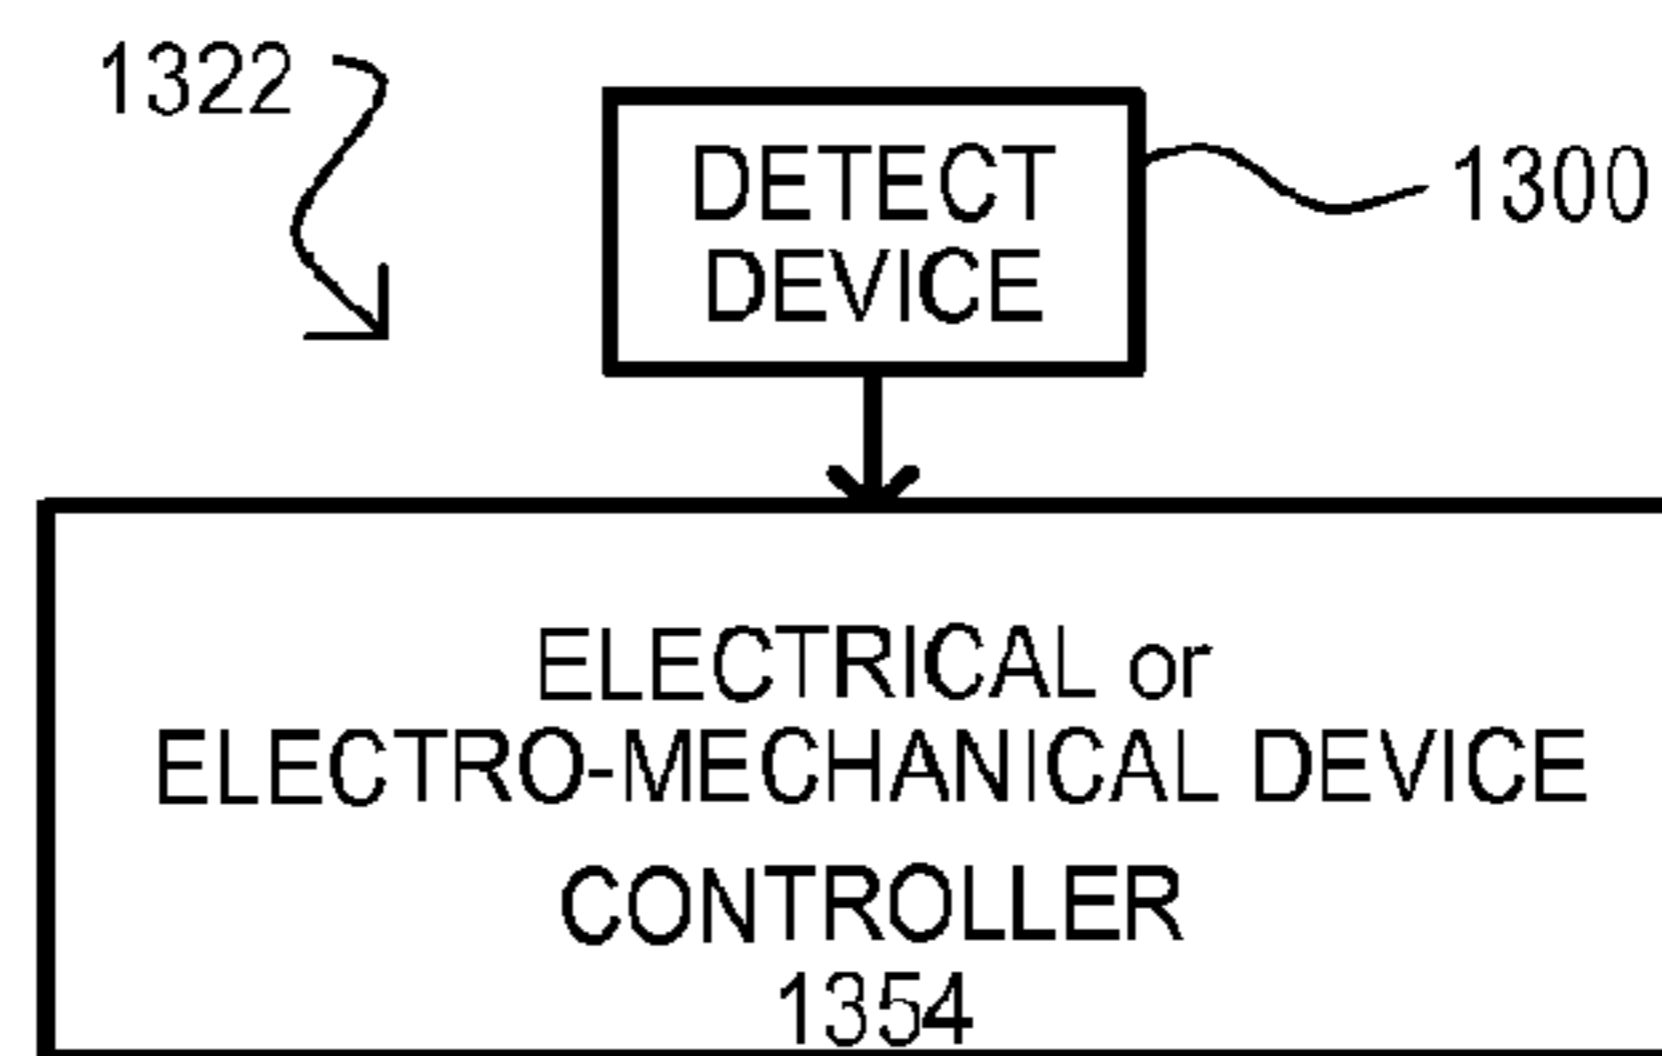 1322
DETECT
DEVICE
1300
ELECTRICAL or
ELECTRO-MECHANICAL DEVICE
CONTROLLER
1354